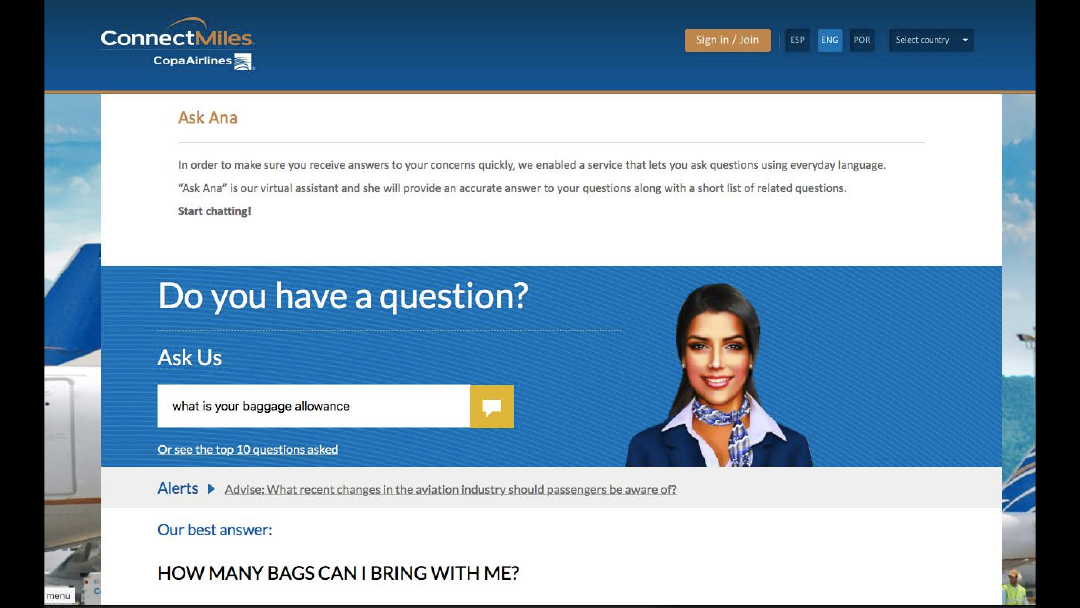 ConnectMiles
CopaAirlines
Sign in / Join
ESP
ENG
POR
Select country
Ask Ana
In order to make sure you receive answers to your concerns quickly, we enabled a service that lets you ask questions using everyday language.
“Ask Ana” is our virtual assistant and she will provide an accurate answer to your questions along with a short list of related questions.
Start chatting!
Do you have a question?
Ask Us
what is your baggage allowance
Or see the top 10 questions asked
Alerts Advise: What recent changes in the aviation industry should passengers be aware of?
Our best answer:
HOW MANY BAGS CAN I BRING WITH ME?
menu